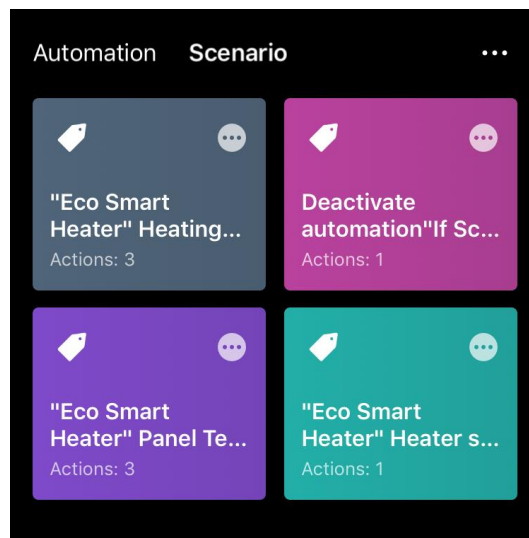 Automation Scenario
"Eco Smart
Heater" Heating...
Actions: 3
Deactivate
automation"If Sc...
Actions: 1
"Eco Smart
Heater" Panel Te...
Actions: 3
"Eco Smart
Heater" Heater s...
Actions: 1